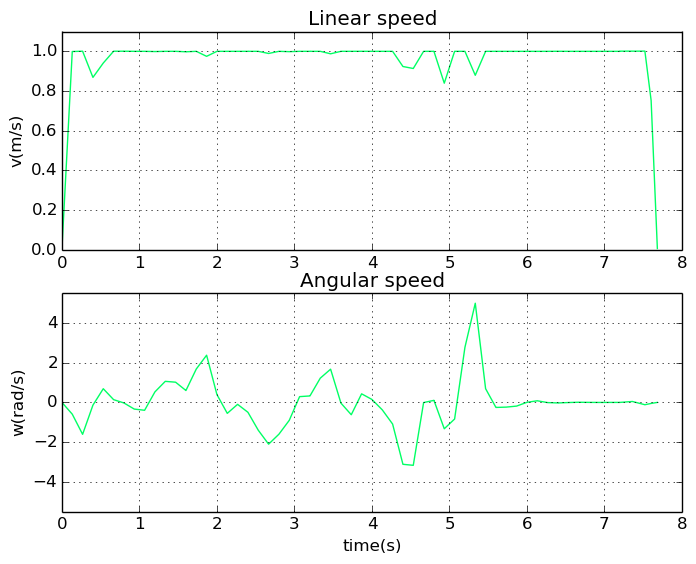 Linear speed
v(m/s)
1.0
0.8
0.6
0.4
0.2
0.0
0 1 2 3 4 5 6 7 8
Angular speed
w(rad/s)
4
2
0
−2
−4
0 1 2 3 4 5 6 7 8
time(s)